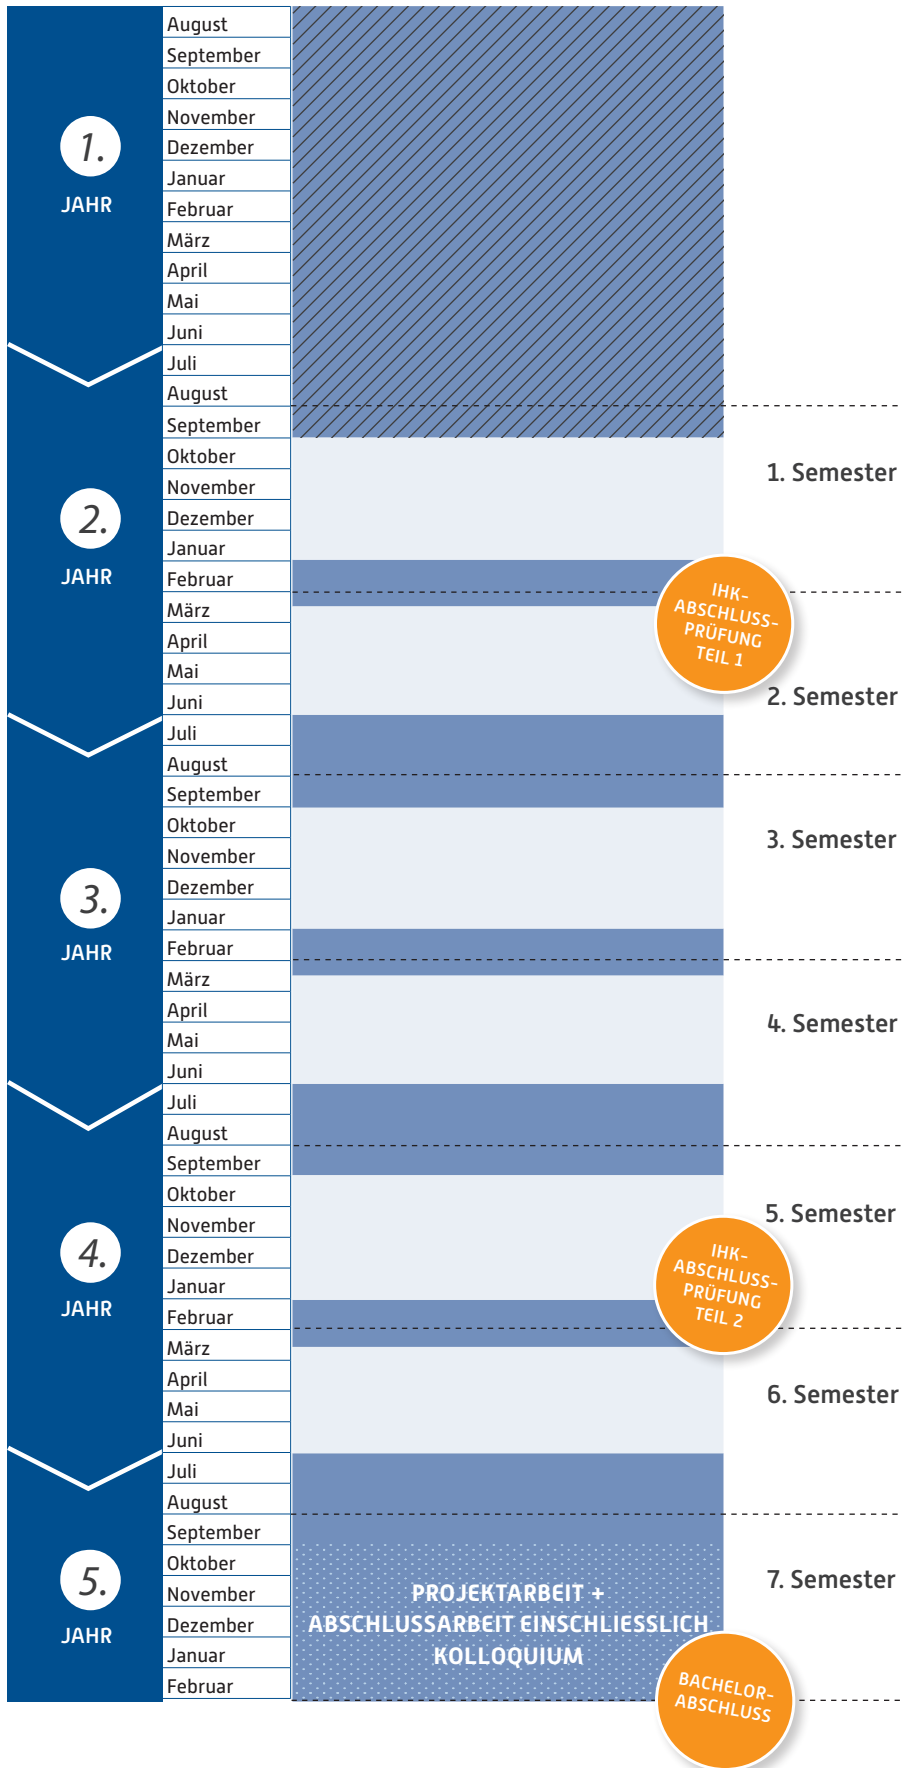 1.
JAHR
August
September
Oktober
November
Dezember
Januar
Februar
März
April
Mai
Juni
Juli
2.
JAHR
August
September
Oktober
November
Dezember
Januar
Februar
März
April
Mai
Juni
Juli
1. Semester
IHK-
ABSCHLUSS-
PRÜFUNG
TEIL 1
2. Semester
3.
JAHR
August
September
Oktober
November
Dezember
Januar
Februar
März
April
Mai
Juni
Juli
3. Semester
4. Semester
4.
JAHR
August
September
Oktober
November
Dezember
Januar
Februar
März
April
Mai
Juni
Juli
5. Semester
IHK-
ABSCHLUSS-
PRÜFUNG
TEIL 2
6. Semester
5.
JAHR
August
September
Oktober
November
Dezember
Januar
Februar
7. Semester
PROJEKTARBEIT +
ABSCHLUSSARBEIT EINSCHLIESSLICH
KOLLOQUIUM
BACHELOR-
ABSCHLUSS